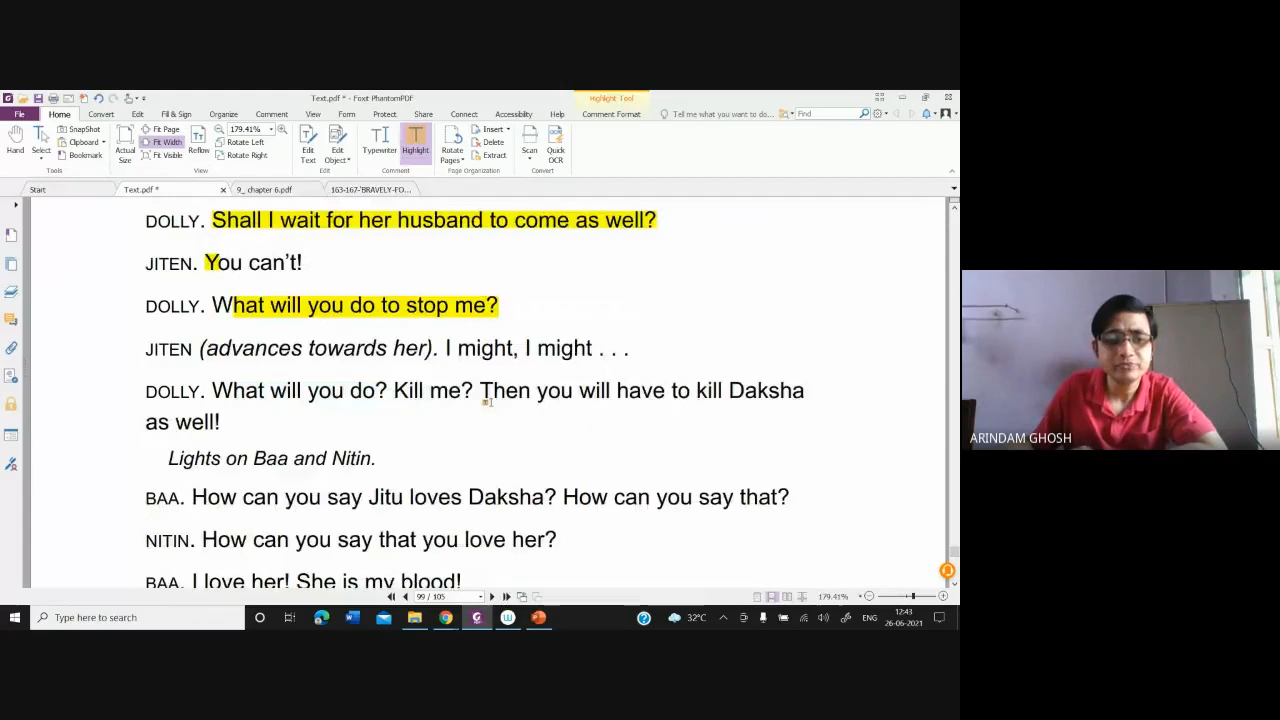 Text.pdf * - Foxit PhantomPDF
Highlight Tool
File Home Convert Edit Fill & Sign Organize Comment View Form Protect Share Connect Accessibility Help Comment Format Tell me what you want to do... Find
Hand
Select
SnapShot
Clipboard
Bookmark
Tools
Actual Size
Fit Page
Fit Width
Fit Visible
Reflow
179.41%
Rotate Left
Rotate Right
View
Edit Text
Edit Object
Edit
Typewriter
Highlight
Comment
Rotate Pages
Insert
Delete
Extract
Page Organization
Scan
Quick OCR
Convert
Start Text.pdf * 9_ chapter 6.pdf 163-167-'BRAVELY-FO...
DOLLY. Shall I wait for her husband to come as well?
JITEN. You can't!
DOLLY. What will you do to stop me?
JITEN (advances towards her). I might, I might . . .
DOLLY. What will you do? Kill me? Then you will have to kill Daksha
as well!
Lights on Baa and Nitin.
BAA. How can you say Jitu loves Daksha? How can you say that?
NITIN. How can you say that you love her?
BAA. I love her! She is my blood!
ARINDAM GHOSH
99 / 105
179.41%
Type here to search
32°C
ENG
12:43
26-06-2021